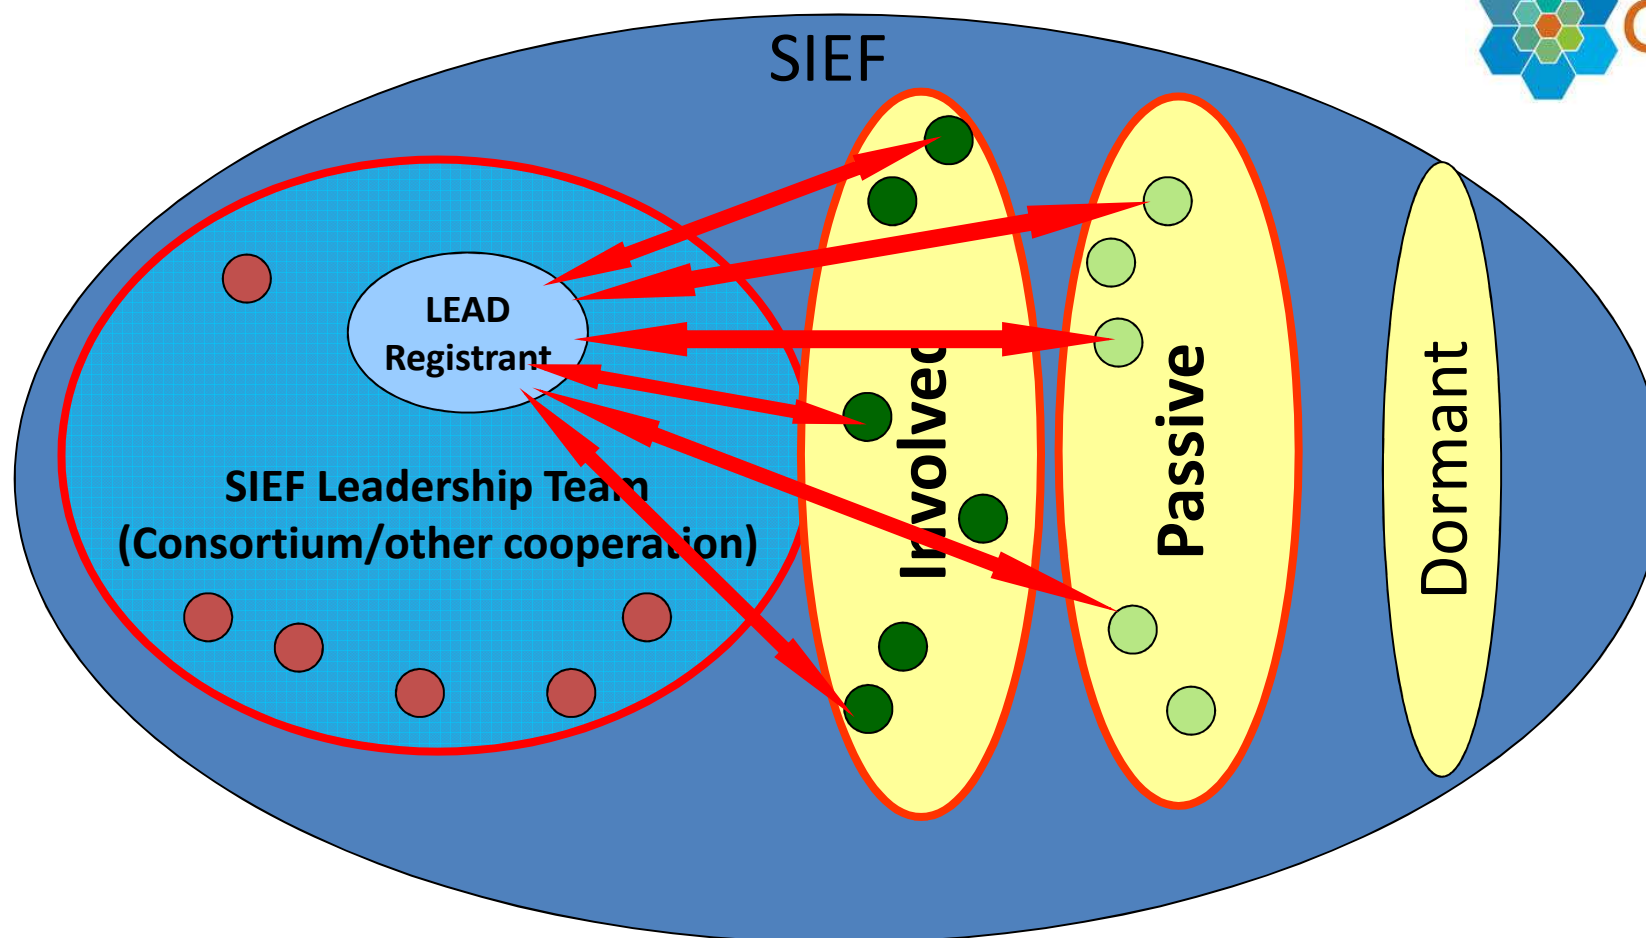 SIEF
LEAD
Registrant
SIEF Leadership Team
(Consortium/other cooperation)
Involved
Passive
Dormant